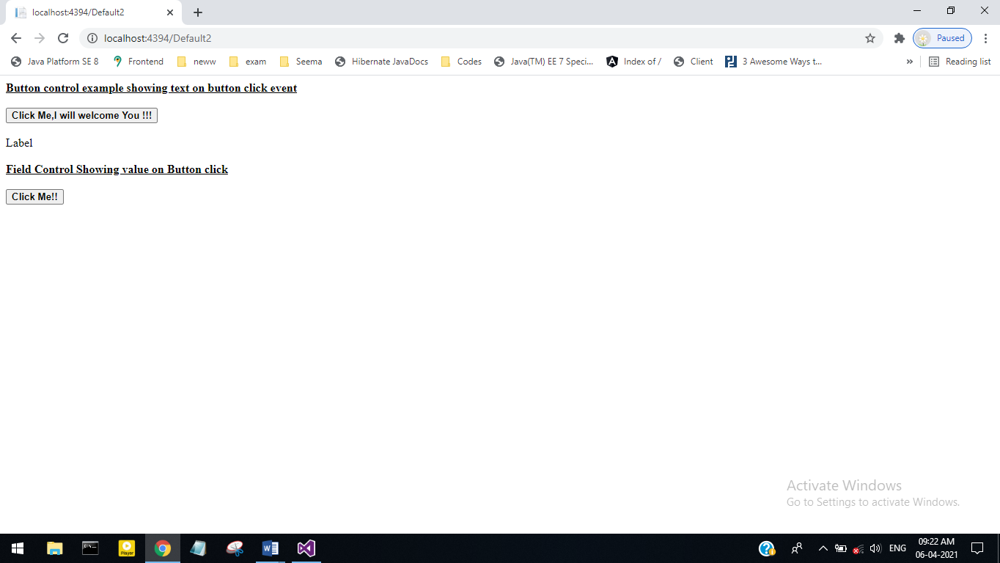 localhost:4394/Default2
localhost:4394/Default2
Paused
Java Platform SE 8
Frontend
neww
exam
Seema
Hibernate JavaDocs
Codes
Java(TM) EE 7 Speci...
Index of /
Client
3 Awesome Ways t...
Reading list
Button control example showing text on button click event
Click Me,I will welcome You !!!
Label
Field Control Showing value on Button click
Click Me!!
Activate Windows
Go to Settings to activate Windows.
Player
ENG
09:22 AM
06-04-2021